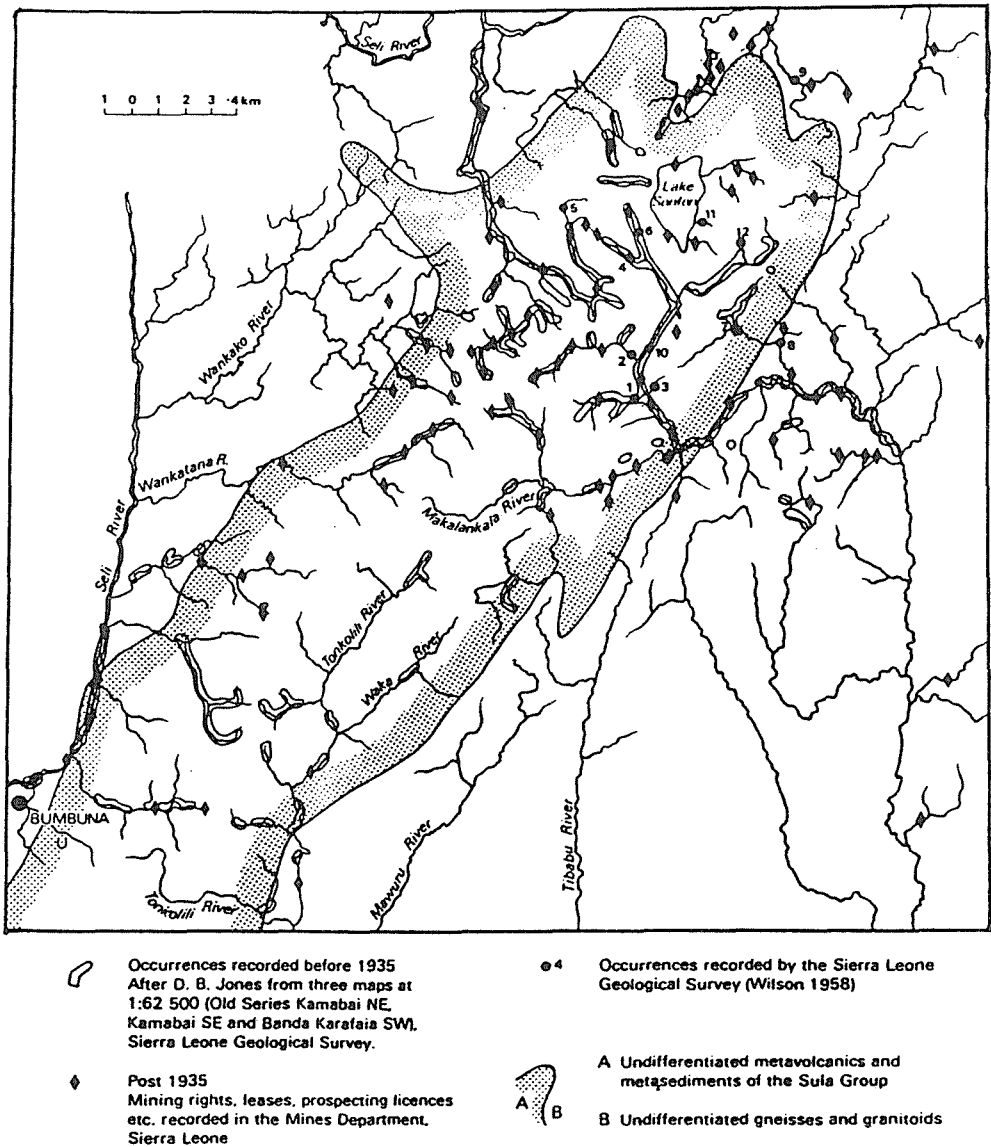 Seli River
1 0 1 2 3 4 km
9
Lake
5
11
6
12
4
Wankako River
8
2
10
1
3
Wankatana R.
Makalankala River
Seli River
Tonkolili River
Waka River
BUMBUNA
Mawuru River
Tibabu River
Tonkolili River
Occurrences recorded before 1935
After D. B. Jones from three maps at
1:62 500 (Old Series Kamabai NE,
Kamabai SE and Banda Karafaia SW),
Sierra Leone Geological Survey.
Post 1935
Mining rights, leases, prospecting licences
etc. recorded in the Mines Department,
Sierra Leone
4
Occurrences recorded by the Sierra Leone
Geological Survey (Wilson 1958)
A B
A Undifferentiated metavolcanics and
metasediments of the Sula Group
B Undifferentiated gneisses and granitoids